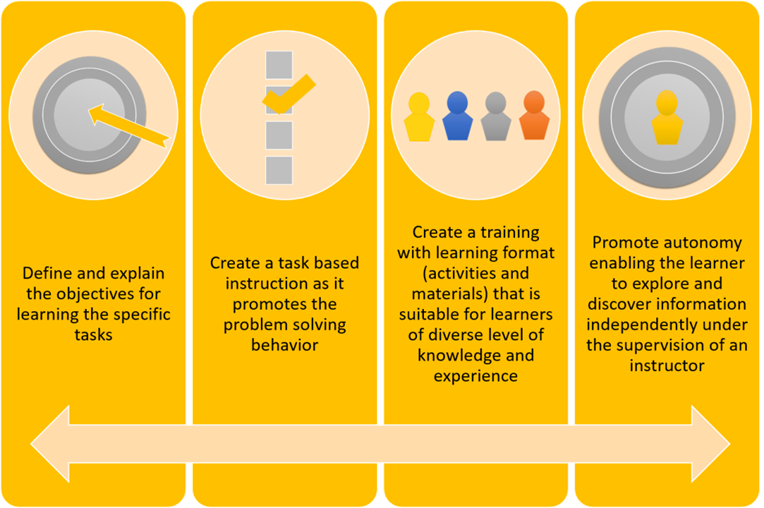 Define and explain
the objectives for
learning the specific
tasks
Create a task based
instruction as it
promotes the
problem solving
behavior
Create a training
with learning format
(activities and
materials) that is
suitable for learners
of diverse level of
knowledge and
experience
Promote autonomy
enabling the learner
to explore and
discover information
independently under
the supervision of an
instructor